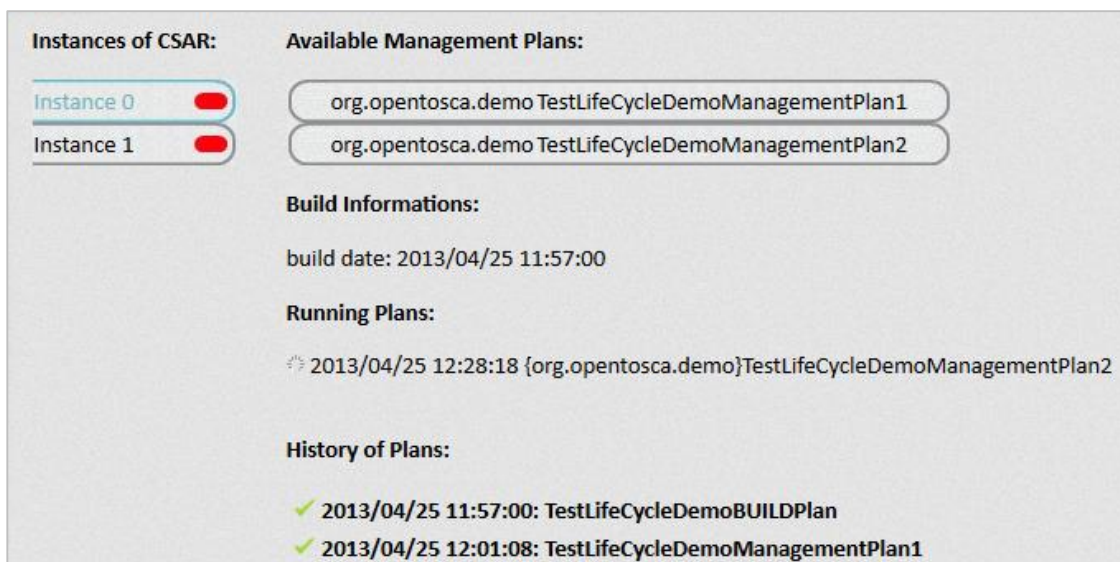 Instances of CSAR:
Instance 0
Instance 1
Available Management Plans:
org.opentosca.demo TestLifeCycleDemoManagementPlan1
org.opentosca.demo TestLifeCycleDemoManagementPlan2
Build Informations:
build date: 2013/04/25 11:57:00
Running Plans:
2013/04/25 12:28:18 {org.opentosca.demo}TestLifeCycleDemoManagementPlan2
History of Plans:
2013/04/25 11:57:00: TestLifeCycleDemoBUILDPlan
2013/04/25 12:01:08: TestLifeCycleDemoManagementPlan1